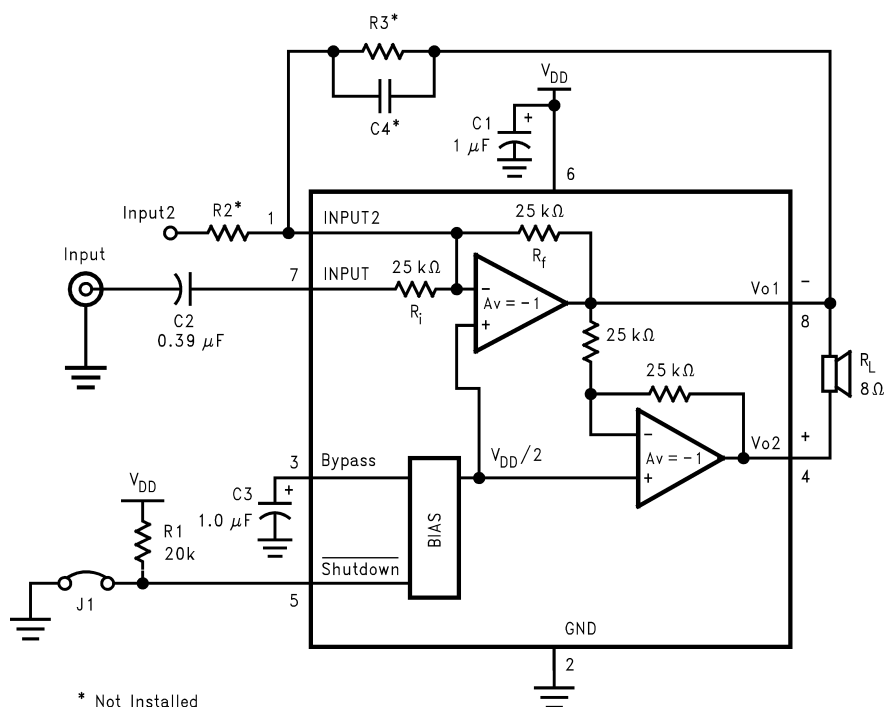 R3*
C4*
VDD
C1
1 µF
+
6
Input2
R2*
1
INPUT2
25 kΩ
Rf
Input
7
INPUT
25 kΩ
Ri
C2
0.39 µF
−
Av = −1
+
Vo1
−
8
25 kΩ
25 kΩ
RL
8Ω
−
Av = −1
+
Vo2
+
4
VDD/2
3
Bypass
C3
1.0 µF
+
BIAS
VDD
R1
20k
Shutdown
5
J1
GND
2
* Not Installed